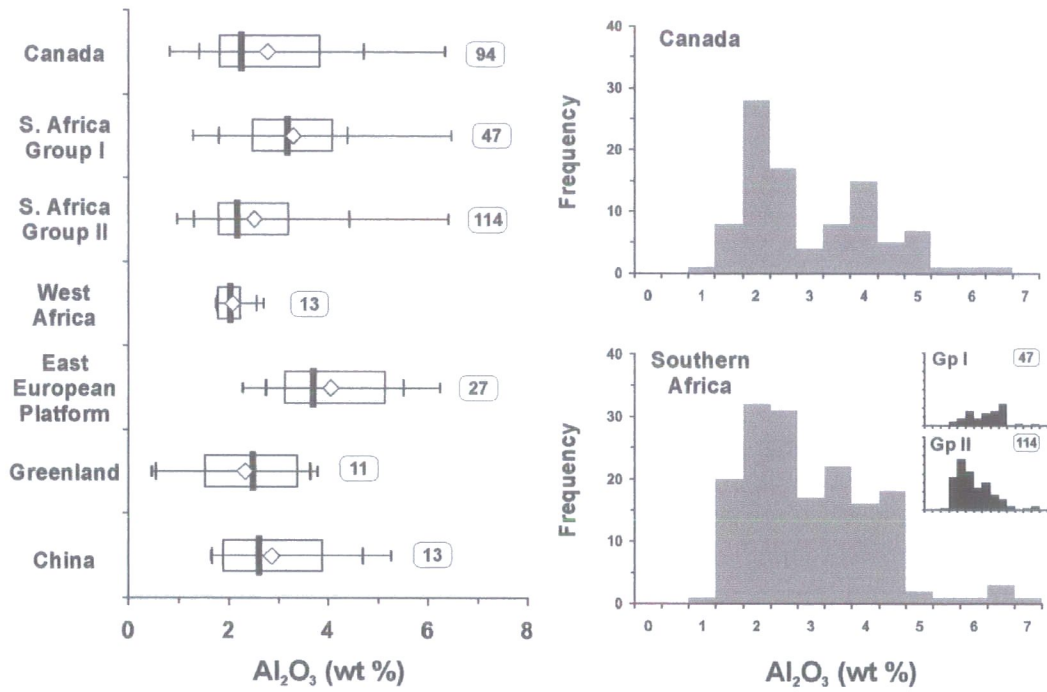 Canada
94
S. Africa
Group I
47
S. Africa
Group II
114
West
Africa
13
East
European
Platform
27
Greenland
11
China
13
0 2 4 6 8
Al₂O₃ (wt %)
Canada
Frequency
40
30
20
10
0
0 1 2 3 4 5 6 7
Southern
Africa
Frequency
40
30
20
10
0
0 1 2 3 4 5 6 7
Al₂O₃ (wt %)
Gp I
47
Gp II
114